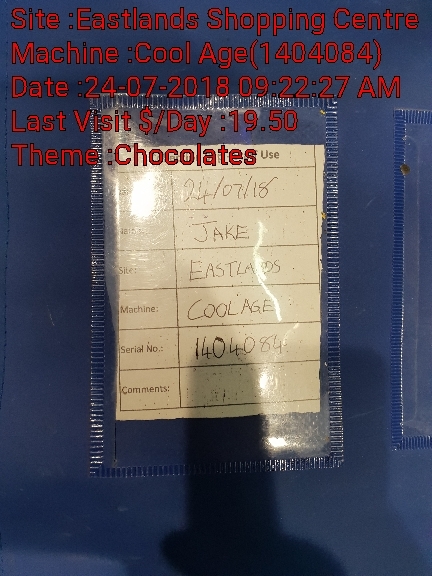 Site :Eastlands Shopping Centre
Machine :Cool Age(1404084)
Date :24-07-2018 09:22:27 AM
Last Visit $/Day :19.50
Theme :Chocolates
Use
24/07/18
JAKE
Site: EASTLANDS
Machine: COOLAGE
Serial No.: 1404084
Comments: